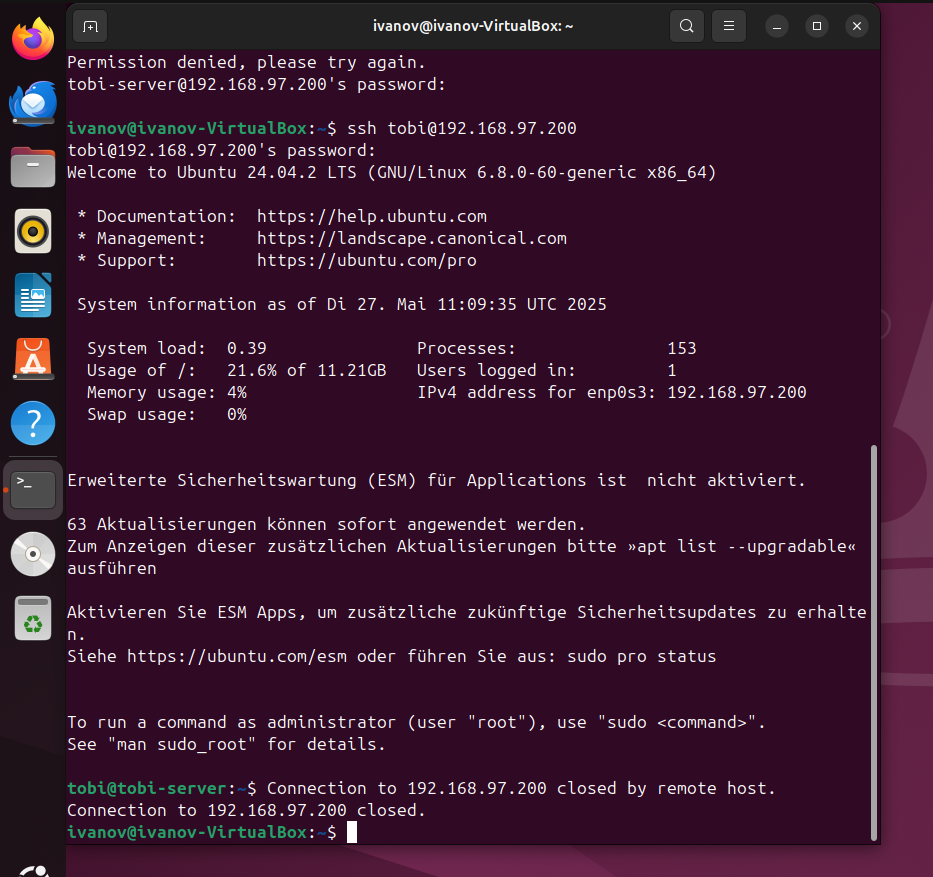 ivanov@ivanov-VirtualBox: ~
Permission denied, please try again.
tobi-server@192.168.97.200's password:
ivanov@ivanov-VirtualBox:~$ ssh tobi@192.168.97.200
tobi@192.168.97.200's password:
Welcome to Ubuntu 24.04.2 LTS (GNU/Linux 6.8.0-60-generic x86_64)
* Documentation:  https://help.ubuntu.com
* Management:     https://landscape.canonical.com
* Support:        https://ubuntu.com/pro
System information as of Di 27. Mai 11:09:35 UTC 2025
System load:  0.39               Processes:               153
Usage of /:   21.6% of 11.21GB   Users logged in:         1
Memory usage: 4%                 IPv4 address for enp0s3: 192.168.97.200
Swap usage:   0%
Erweiterte Sicherheitswartung (ESM) für Applications ist  nicht aktiviert.
63 Aktualisierungen können sofort angewendet werden.
Zum Anzeigen dieser zusätzlichen Aktualisierungen bitte »apt list --upgradable«
ausführen
Aktivieren Sie ESM Apps, um zusätzliche zukünftige Sicherheitsupdates zu erhalte
n.
Siehe https://ubuntu.com/esm oder führen Sie aus: sudo pro status
To run a command as administrator (user "root"), use "sudo <command>".
See "man sudo_root" for details.
tobi@tobi-server:~$ Connection to 192.168.97.200 closed by remote host.
Connection to 192.168.97.200 closed.
ivanov@ivanov-VirtualBox:~$